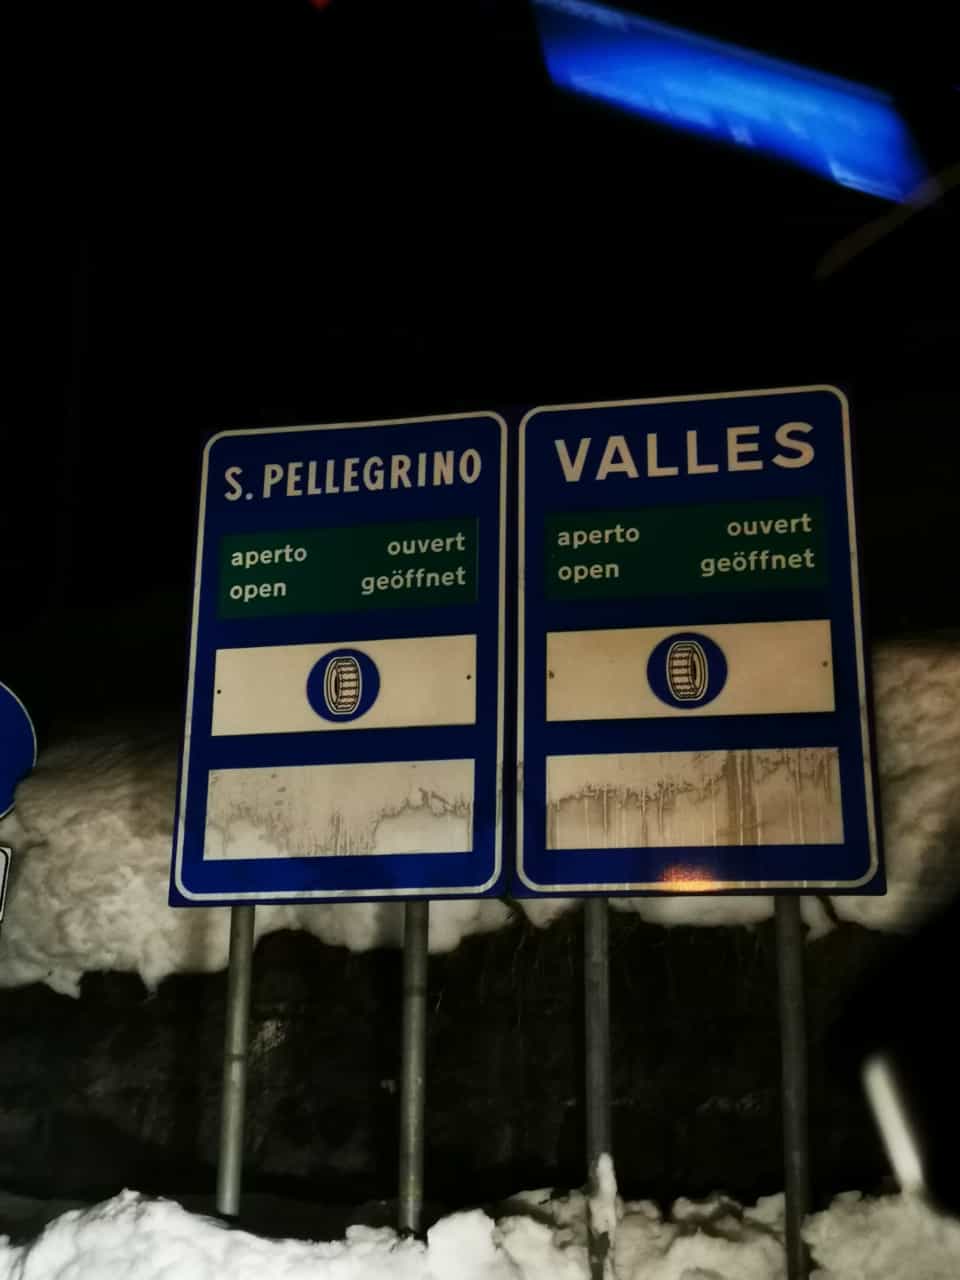 S. PELLEGRINO
aperto ouvert
open geöffnet
VALLES
aperto ouvert
open geöffnet